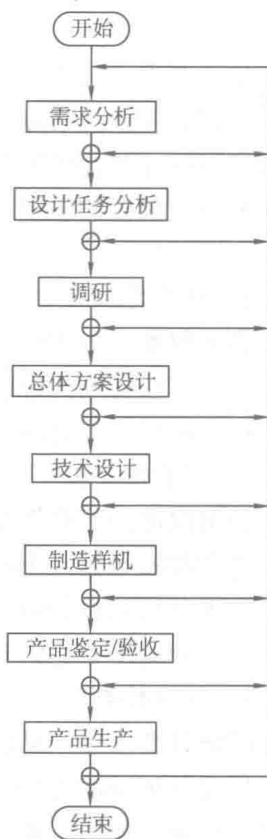 开始
需求分析
设计任务分析
调研
总体方案设计
技术设计
制造样机
产品鉴定/验收
产品生产
结束